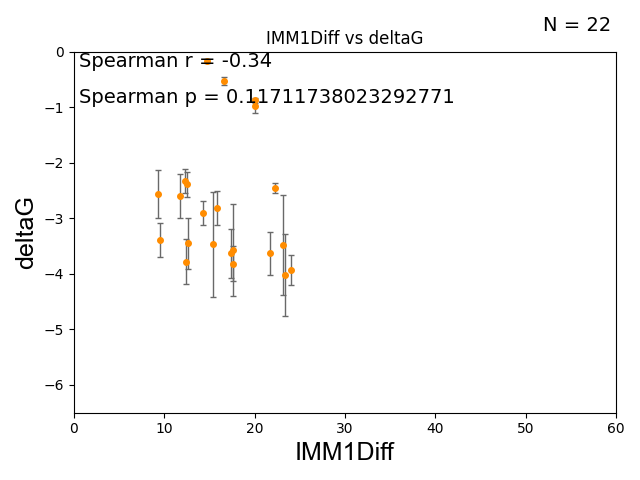 N = 22
IMM1Diff vs deltaG
Spearman r = -0.34
Spearman p = 0.11711738023292771
deltaG
0
−1
−2
−3
−4
−5
−6
0 10 20 30 40 50 60
IMM1Diff